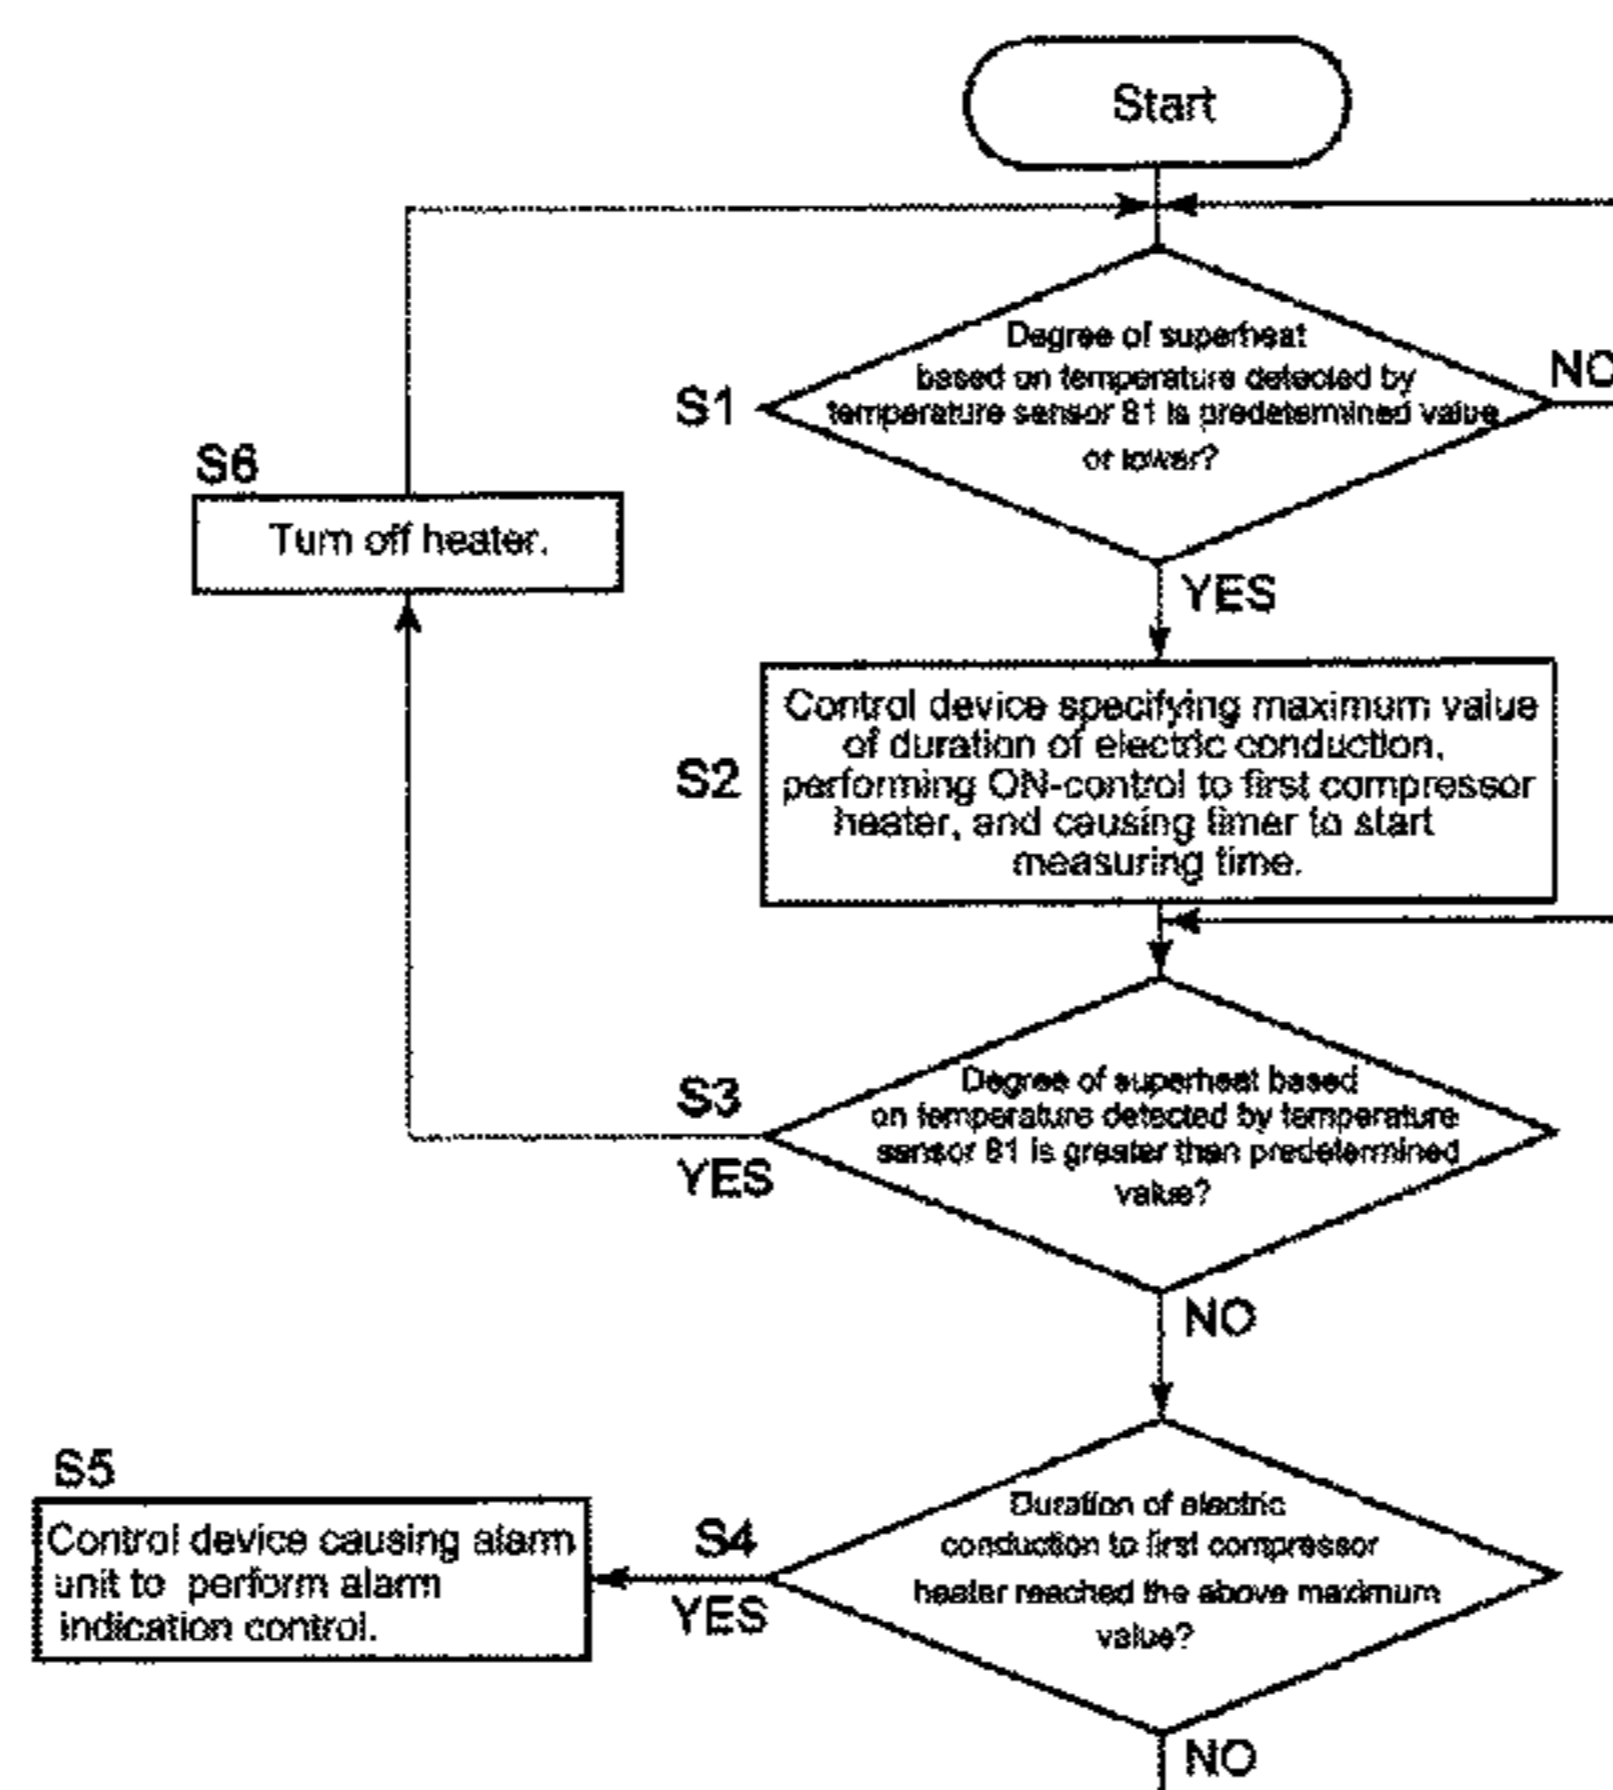 Start
Degree of superheat
based on temperature detected by
temperature sensor 81 is predetermined value
or lower?
S1
NO
YES
S6
Turn off heater.
S2
Control device specifying maximum value
of duration of electric conduction,
performing ON-control to first compressor
heater, and causing timer to start
measuring time.
S3
YES
Degree of superheat based
on temperature detected by temperature
sensor 81 is greater than predetermined
value?
NO
S4
YES
Duration of electric
conduction to first compressor
heater reached the above maximum
value?
S5
Control device causing alarm
unit to perform alarm
indication control.
NO